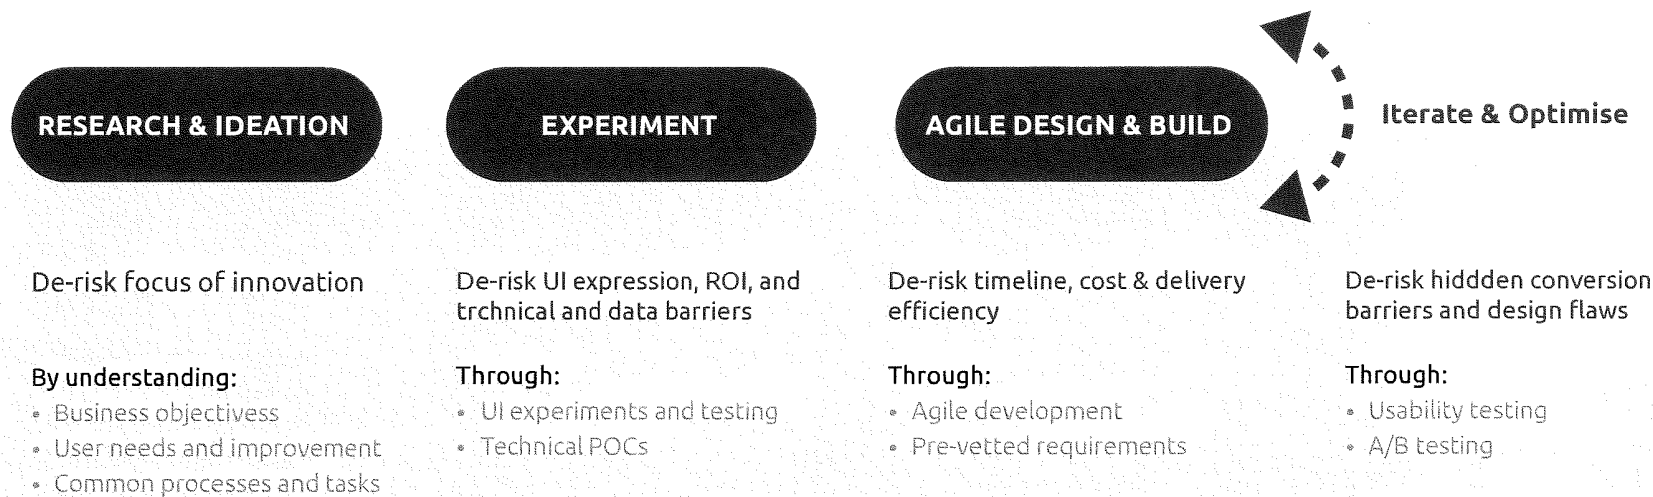 RESEARCH & IDEATION
EXPERIMENT
AGILE DESIGN & BUILD
Iterate & Optimise
De-risk focus of innovation
By understanding:
• Business objectivess
• User needs and improvement
• Common processes and tasks
De-risk UI expression, ROI, and
trchnical and data barriers
Through:
• UI experiments and testing
• Technical POCs
De-risk timeline, cost & delivery
efficiency
Through:
• Agile development
• Pre-vetted requirements
De-risk hiddden conversion
barriers and design flaws
Through:
• Usability testing
• A/B testing